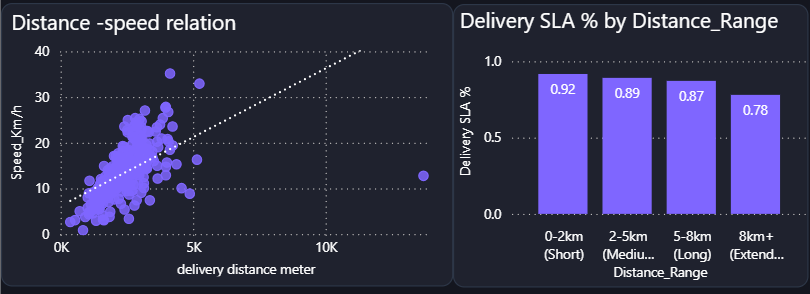 Distance -speed relation
Speed_Km/h
40
30
20
10
0
0K 5K 10K
delivery distance meter
Delivery SLA % by Distance_Range
Delivery SLA %
1.0
0.5
0.0
0.92 0.89 0.87 0.78
0-2km 2-5km 5-8km 8km+
(Short) (Mediu... (Long) (Extend...
Distance_Range